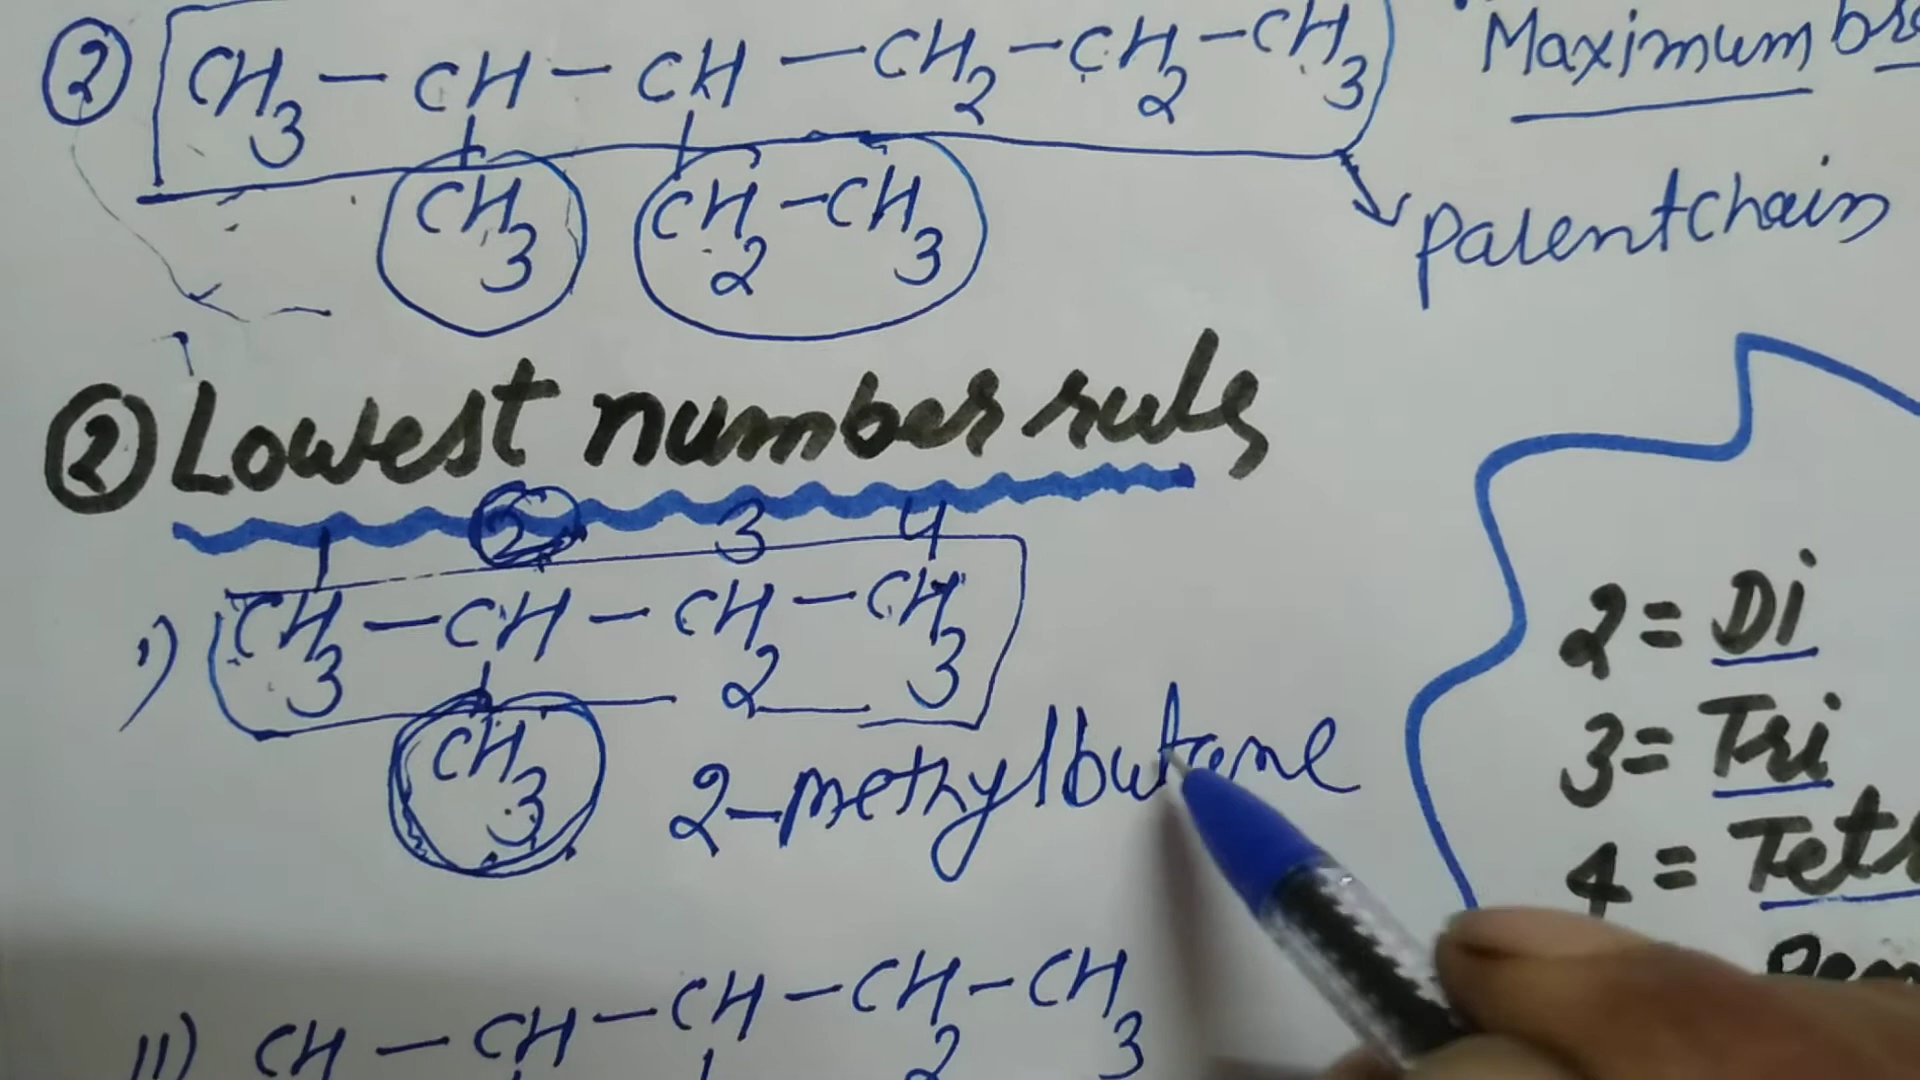 ② CH3 - CH - CH - CH2 - CH2 - CH3
CH3 CH2 - CH3
Maximum
Palentchain
② Lowest number rule
1 2 3 4
i) CH3 - CH - CH2 - CH3
CH3
2-methylbutane
2 = Di
3 = Tri
4 =
II) CH - CH - CH - CH2 - CH3